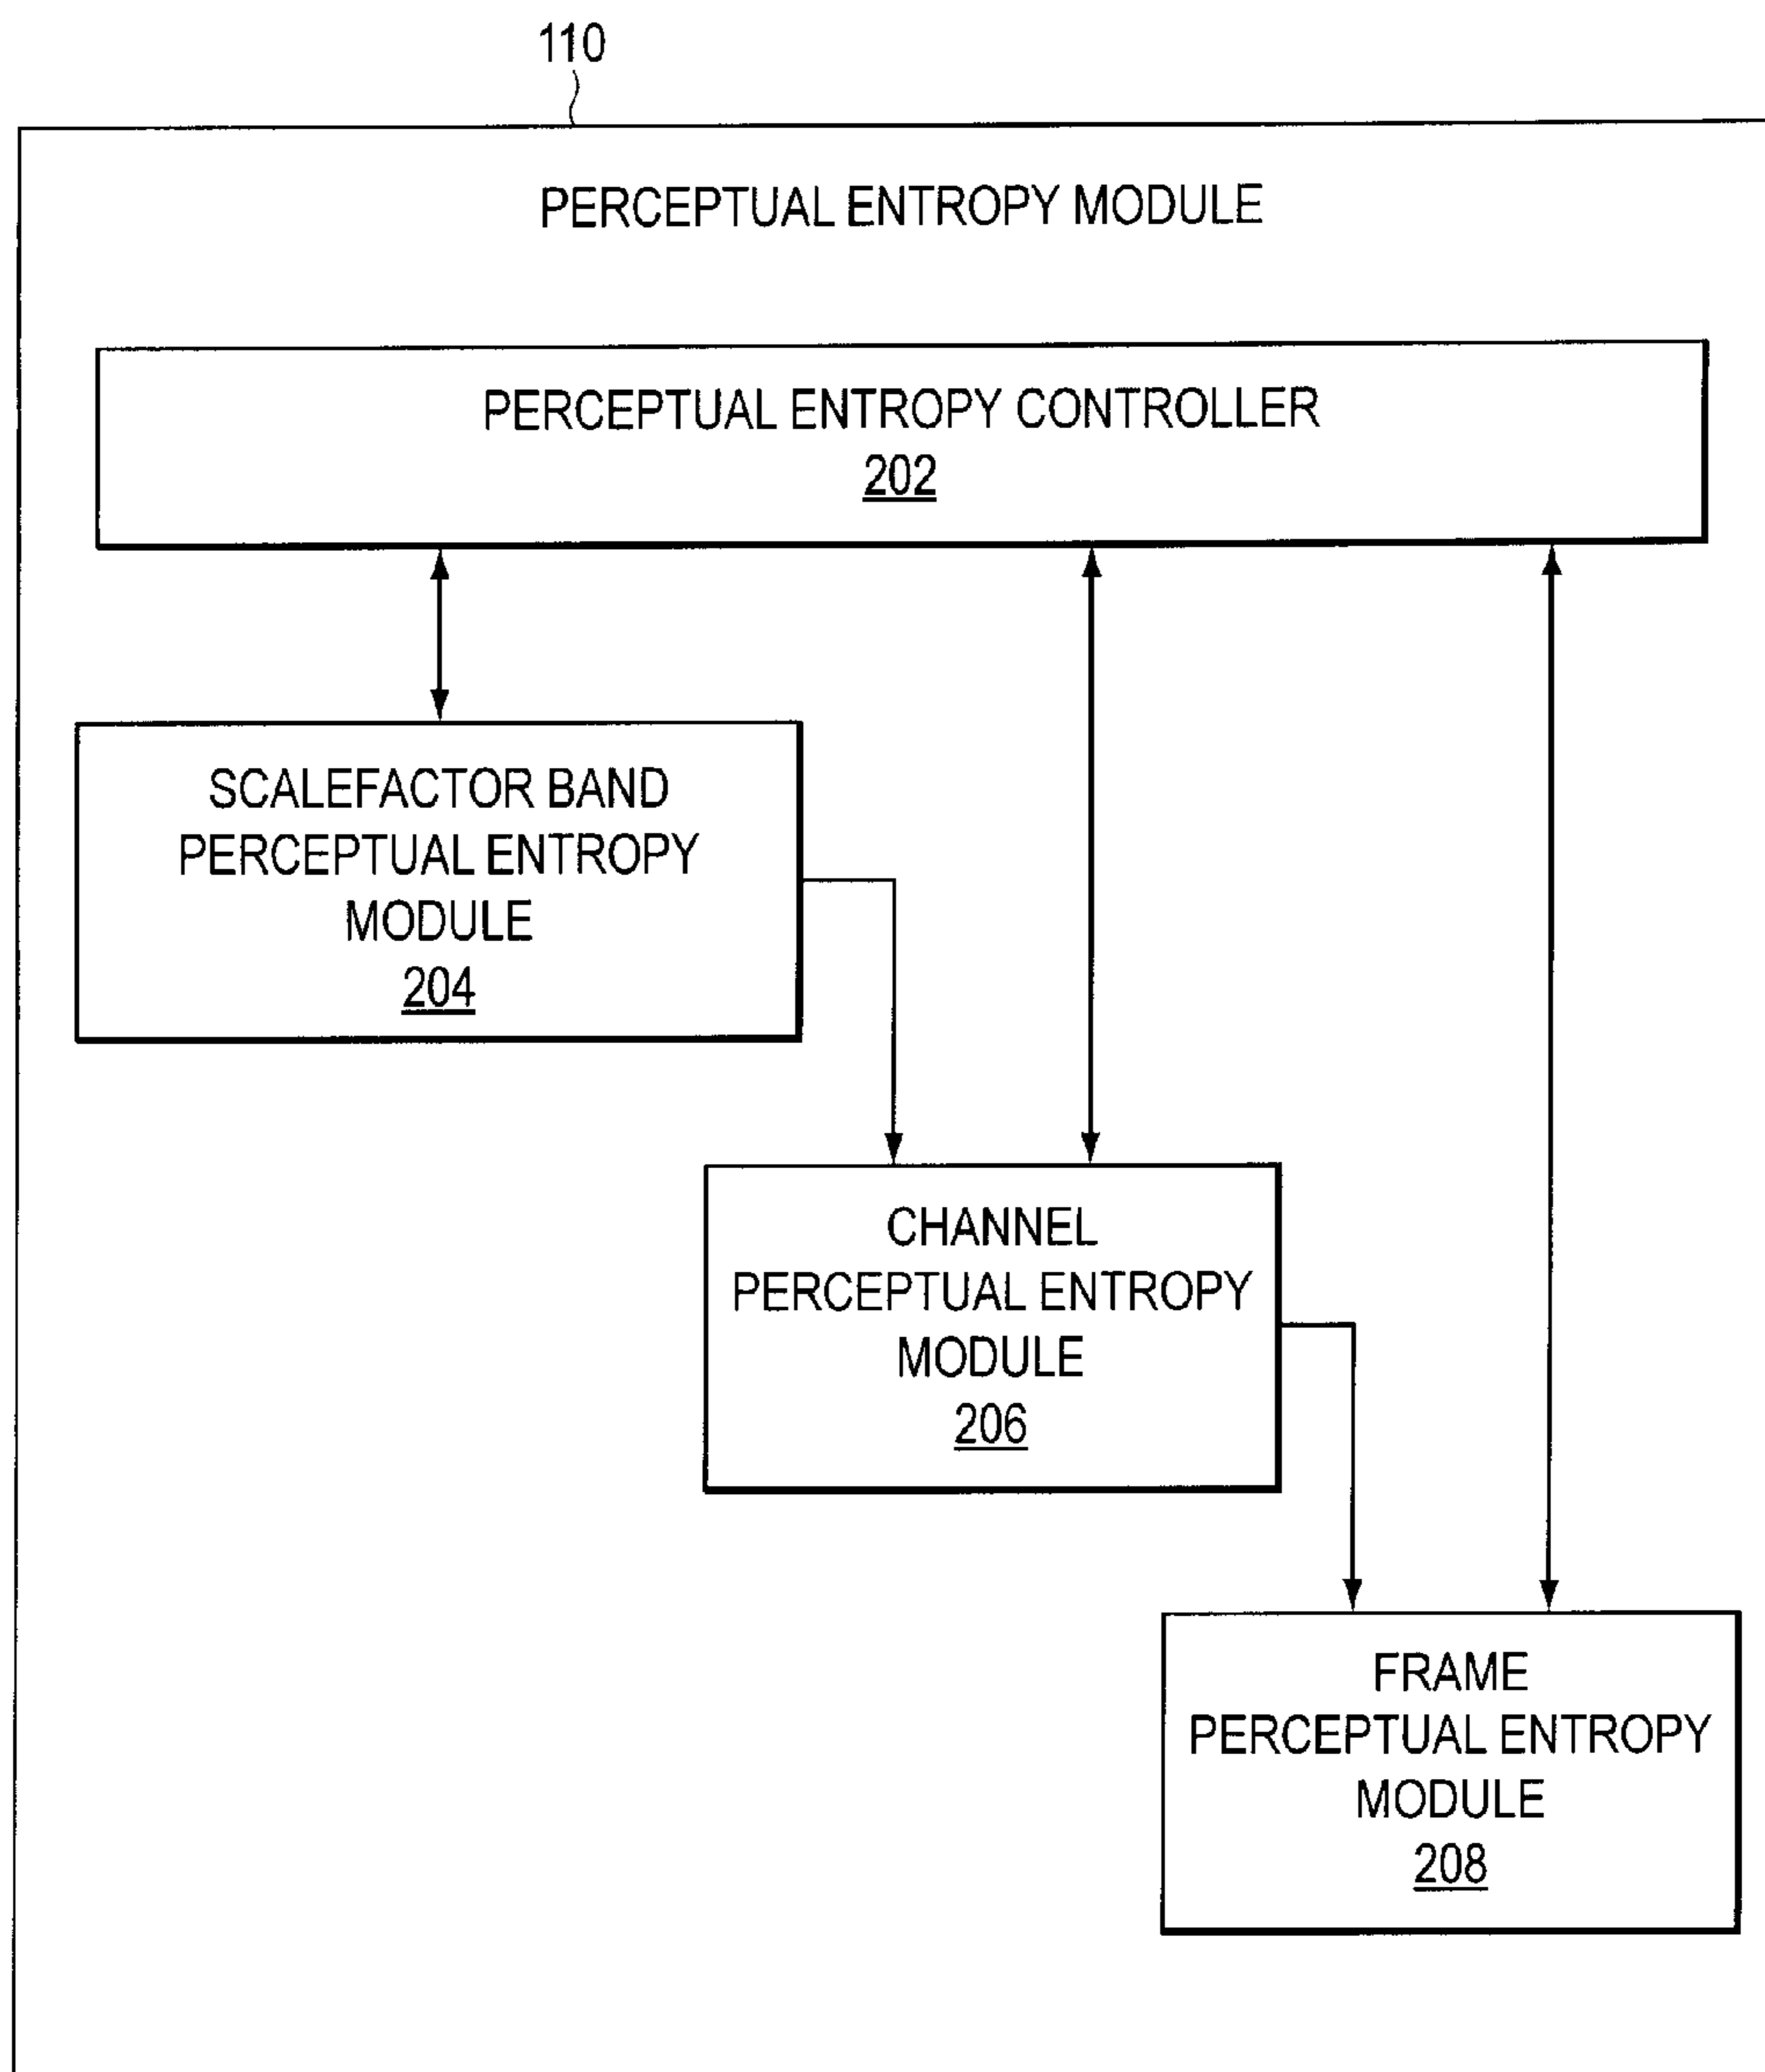 110
PERCEPTUAL ENTROPY MODULE
PERCEPTUAL ENTROPY CONTROLLER
202
SCALEFACTOR BAND
PERCEPTUAL ENTROPY
MODULE
204
CHANNEL
PERCEPTUAL ENTROPY
MODULE
206
FRAME
PERCEPTUAL ENTROPY
MODULE
208